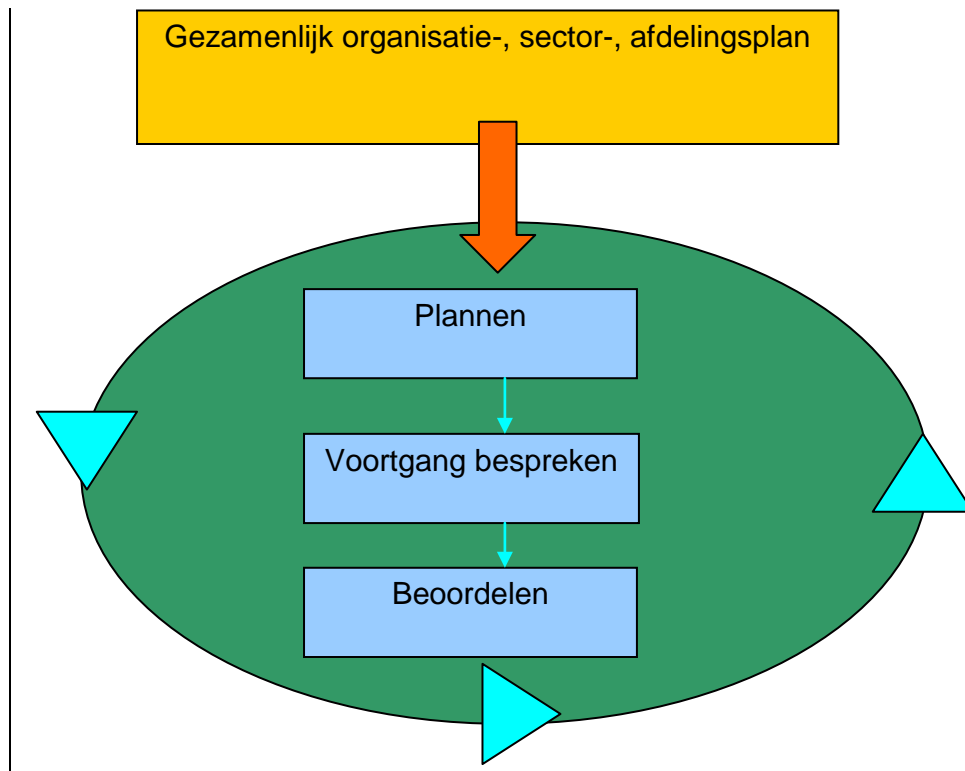 Gezamenlijk organisatie-, sector-, afdelingsplan
Plannen
Voortgang bespreken
Beoordelen